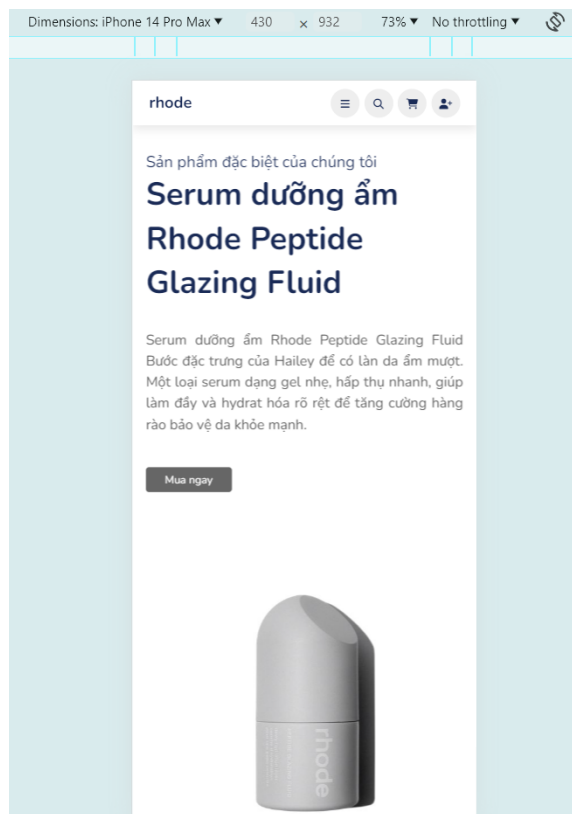 Dimensions: iPhone 14 Pro Max ▼ 430 × 932 73% ▼ No throttling ▼
rhode
Sản phẩm đặc biệt của chúng tôi
Serum dưỡng ẩm
Rhode Peptide
Glazing Fluid
Serum dưỡng ẩm Rhode Peptide Glazing Fluid
Bước đặc trưng của Hailey để có làn da ẩm mượt.
Một loại serum dạng gel nhẹ, hấp thụ nhanh, giúp
làm đầy và hydrat hóa rõ rệt để tăng cường hàng
rào bảo vệ da khỏe mạnh.
Mua ngay
rhode